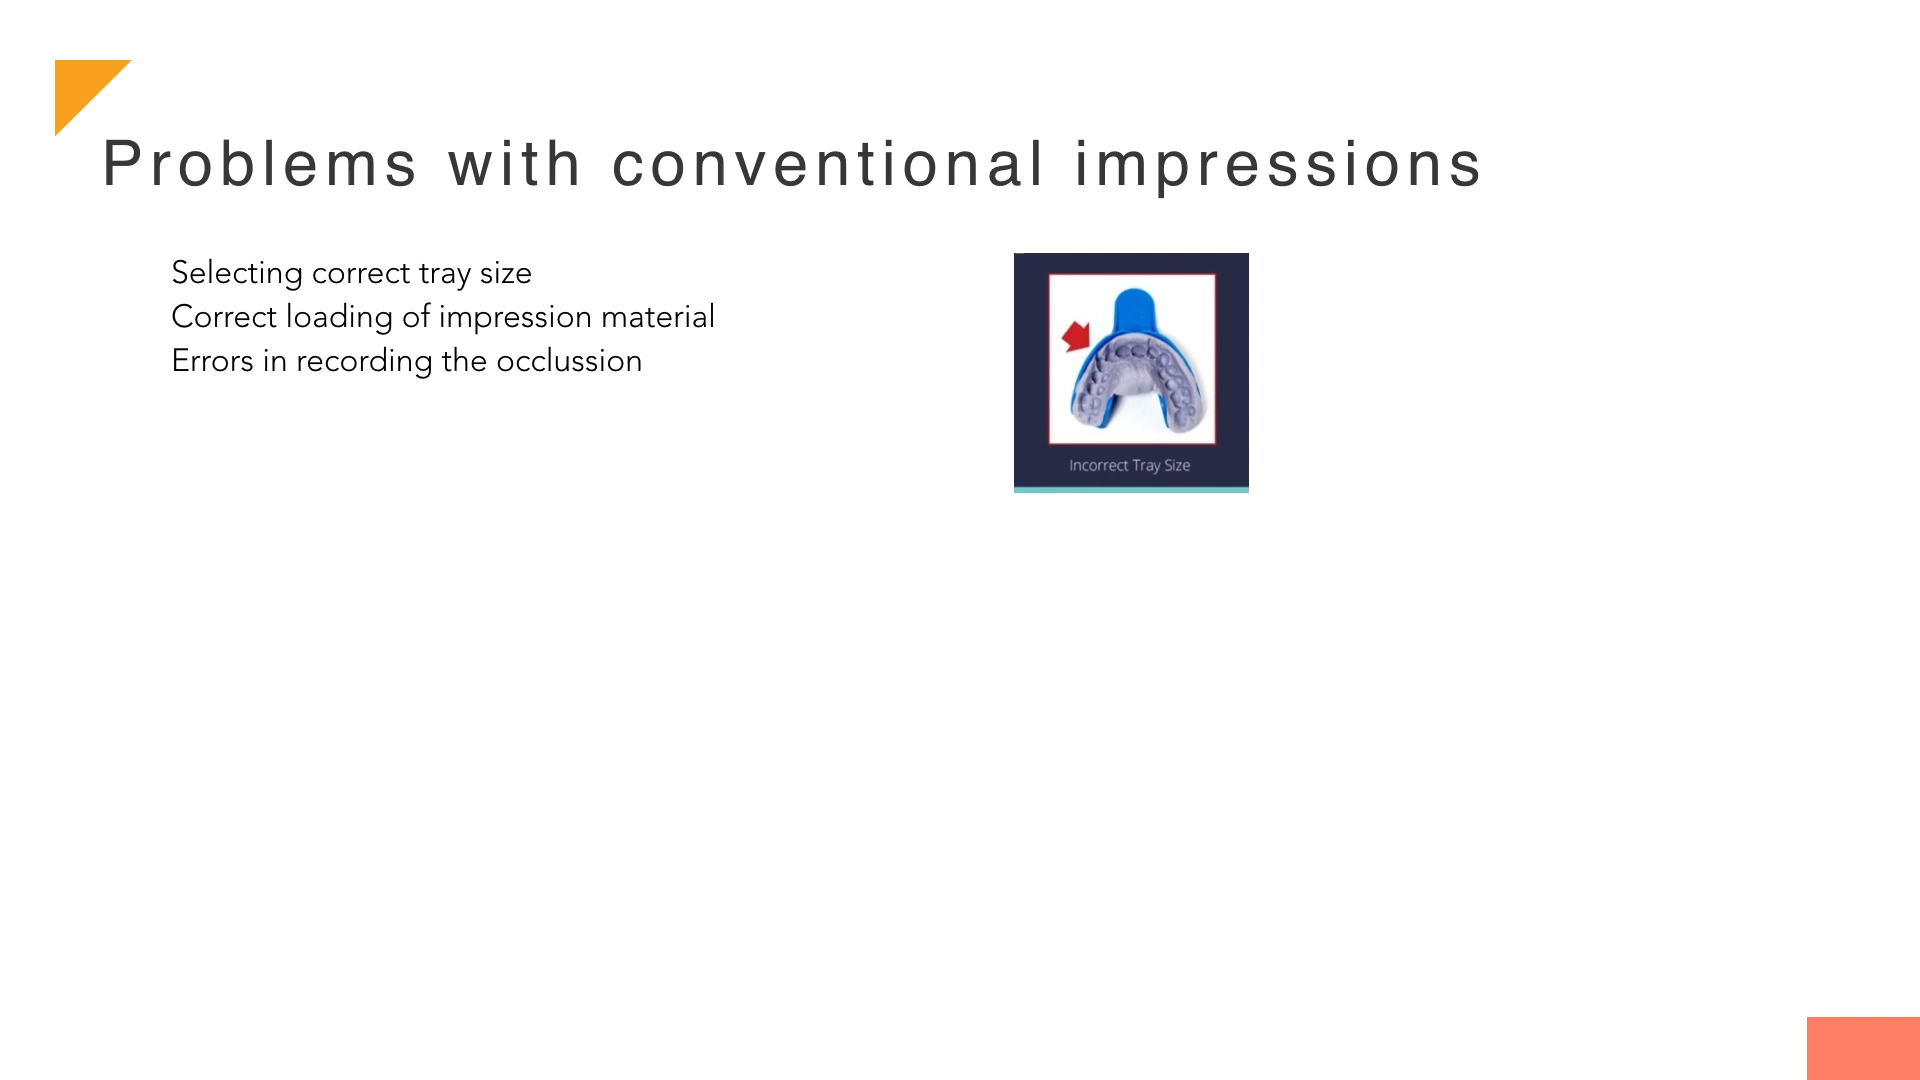 Problems with conventional impressions
Selecting correct tray size
Correct loading of impression material
Errors in recording the occlussion
Incorrect Tray Size